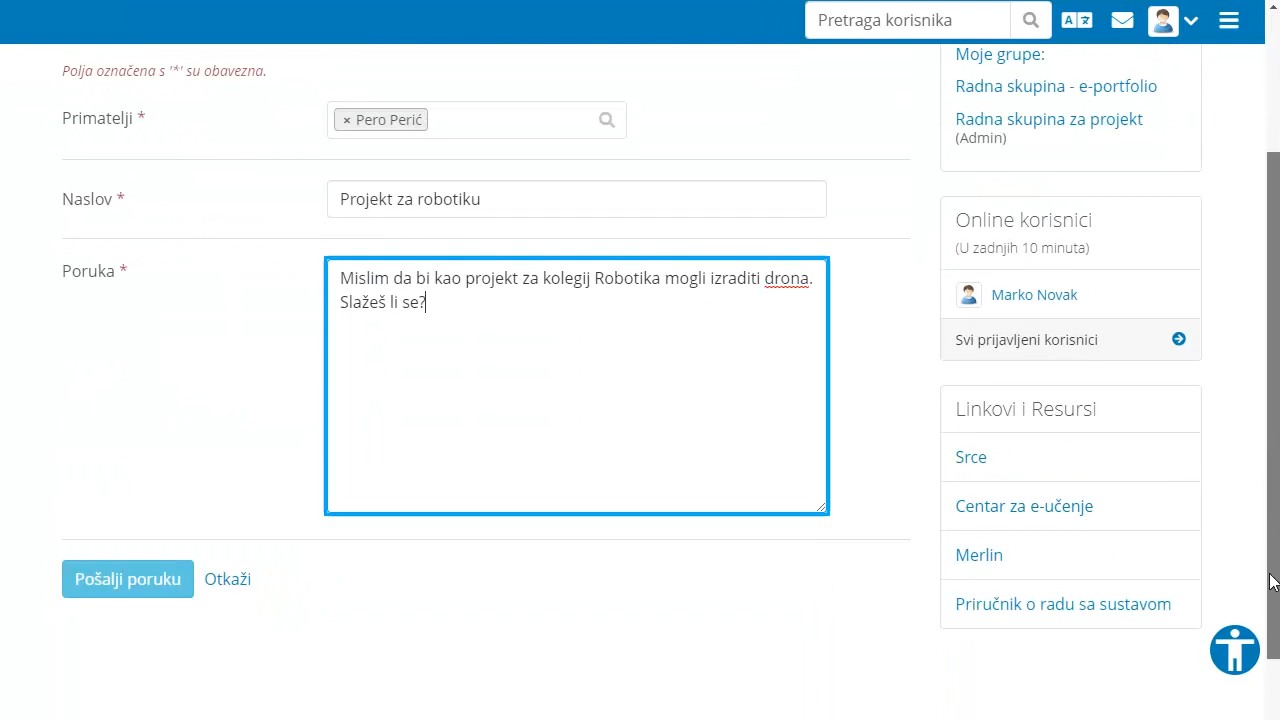 Pretraga korisnika
Polja označena s '*' su obavezna.
Primatelji *
× Pero Perić
Naslov *
Projekt za robotiku
Poruka *
Mislim da bi kao projekt za kolegij Robotika mogli izraditi drona.
Slažeš li se?
Pošalji poruku
Otkaži
Moje grupe:
Radna skupina - e-portfolio
Radna skupina za projekt
(Admin)
Online korisnici
(U zadnjih 10 minuta)
Marko Novak
Svi prijavljeni korisnici
Linkovi i Resursi
Srce
Centar za e-učenje
Merlin
Priručnik o radu sa sustavom